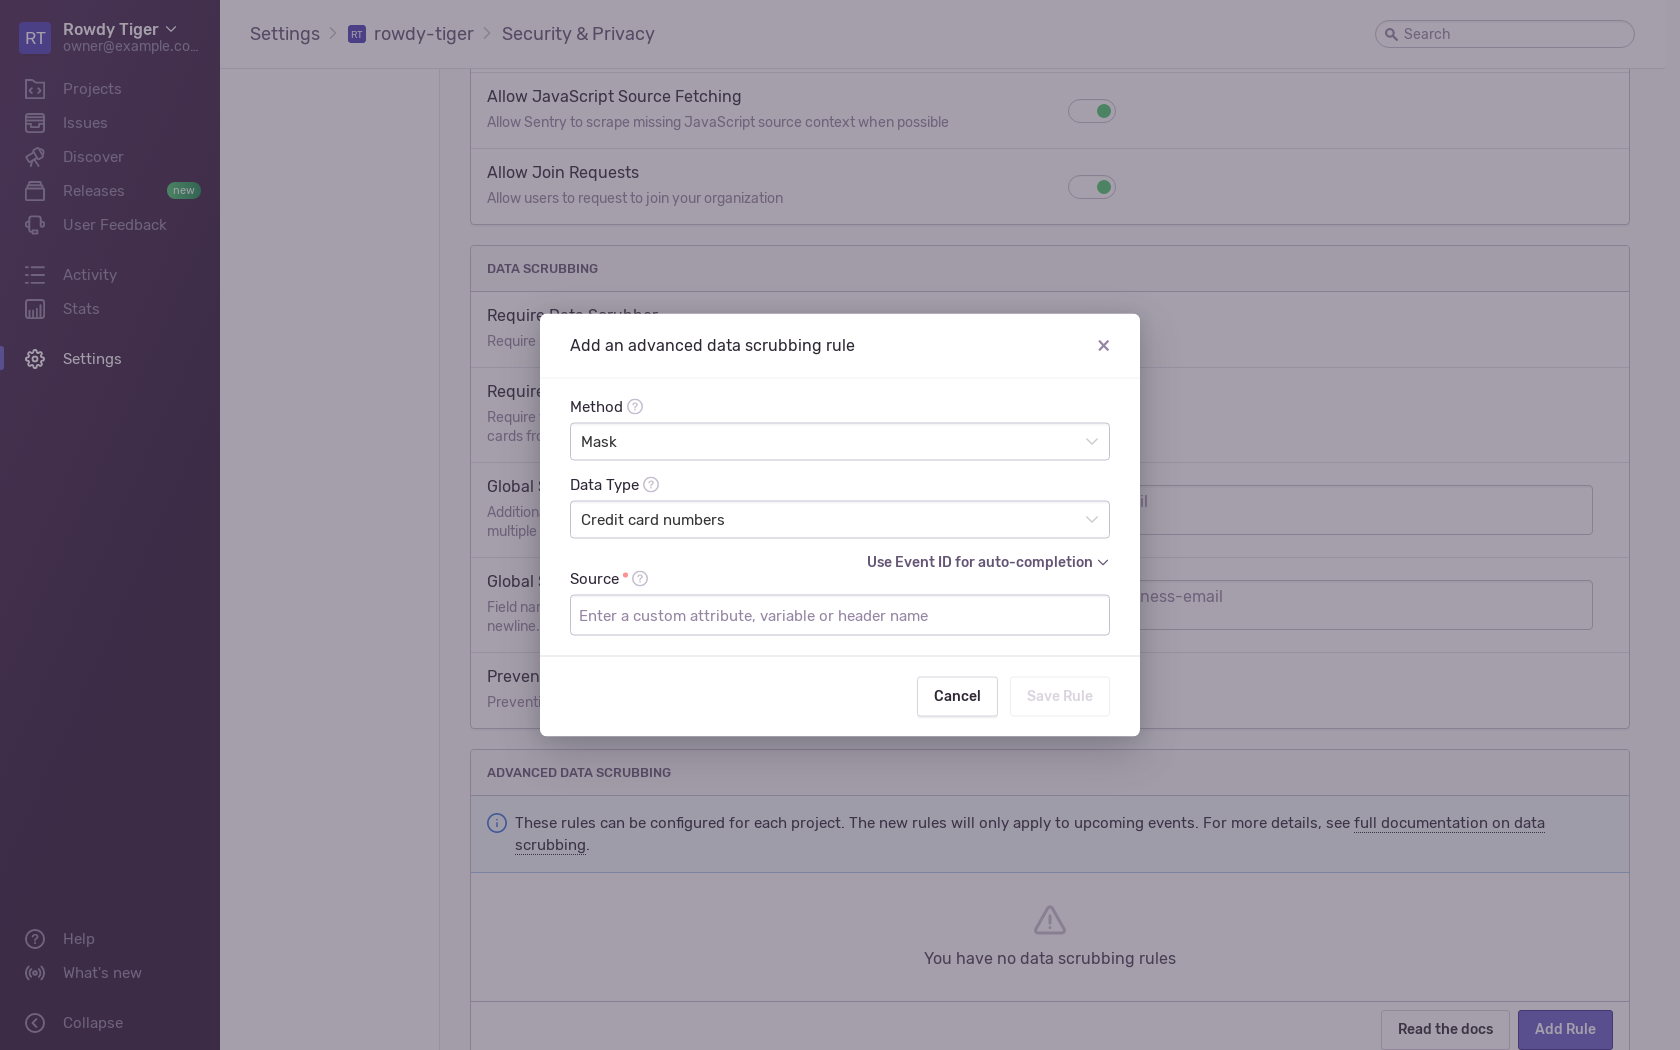 RT
Rowdy Tiger
owner@example.co…
Projects
Issues
Discover
Releases new
User Feedback
Activity
Stats
Settings
Help
What's new
Collapse
Settings RT rowdy-tiger Security & Privacy
Search
Allow JavaScript Source Fetching
Allow Sentry to scrape missing JavaScript source context when possible
Allow Join Requests
Allow users to request to join your organization
DATA SCRUBBING
Require Data Scrubber
Require
Require
Require
cards fro
Global
Addition
multiple
il
Global
Field nar
newline.
ness-email
Preven
Preventi
Add an advanced data scrubbing rule
Method ?
Mask
Data Type ?
Credit card numbers
Use Event ID for auto-completion
Source ?
Enter a custom attribute, variable or header name
Cancel Save Rule
ADVANCED DATA SCRUBBING
These rules can be configured for each project. The new rules will only apply to upcoming events. For more details, see full documentation on data
scrubbing.
You have no data scrubbing rules
Read the docs Add Rule